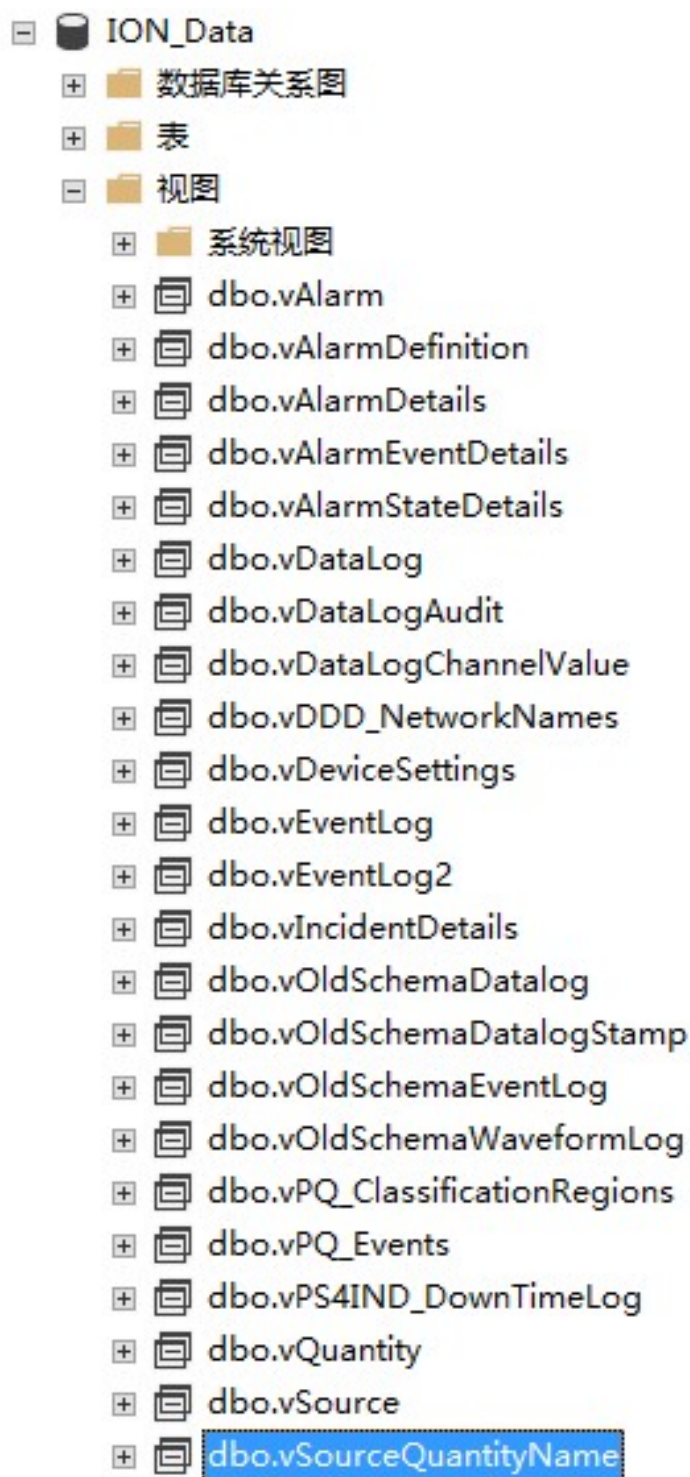 ION_Data
数据库关系图
表
视图
系统视图
dbo.vAlarm
dbo.vAlarmDefinition
dbo.vAlarmDetails
dbo.vAlarmEventDetails
dbo.vAlarmStateDetails
dbo.vDataLog
dbo.vDataLogAudit
dbo.vDataLogChannelValue
dbo.vDDD_NetworkNames
dbo.vDeviceSettings
dbo.vEventLog
dbo.vEventLog2
dbo.vIncidentDetails
dbo.vOldSchemaDatalog
dbo.vOldSchemaDatalogStamp
dbo.vOldSchemaEventLog
dbo.vOldSchemaWaveformLog
dbo.vPQ_ClassificationRegions
dbo.vPQ_Events
dbo.vPS4IND_DownTimeLog
dbo.vQuantity
dbo.vSource
dbo.vSourceQuantityName